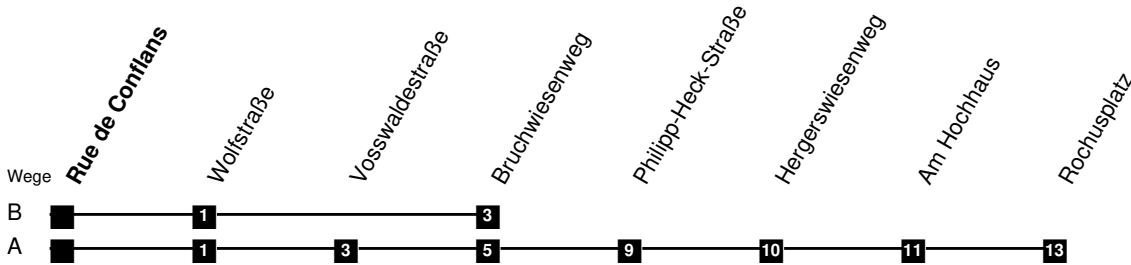 Rue de Conflans
Wolfstraße
Vosswaldestraße
Bruchwiesenweg
Philipp-Heck-Straße
Hergerswiesenweg
Am Hochhaus
Rochusplatz
Wege
B 1 3
A 1 3 5 9 10 11 13